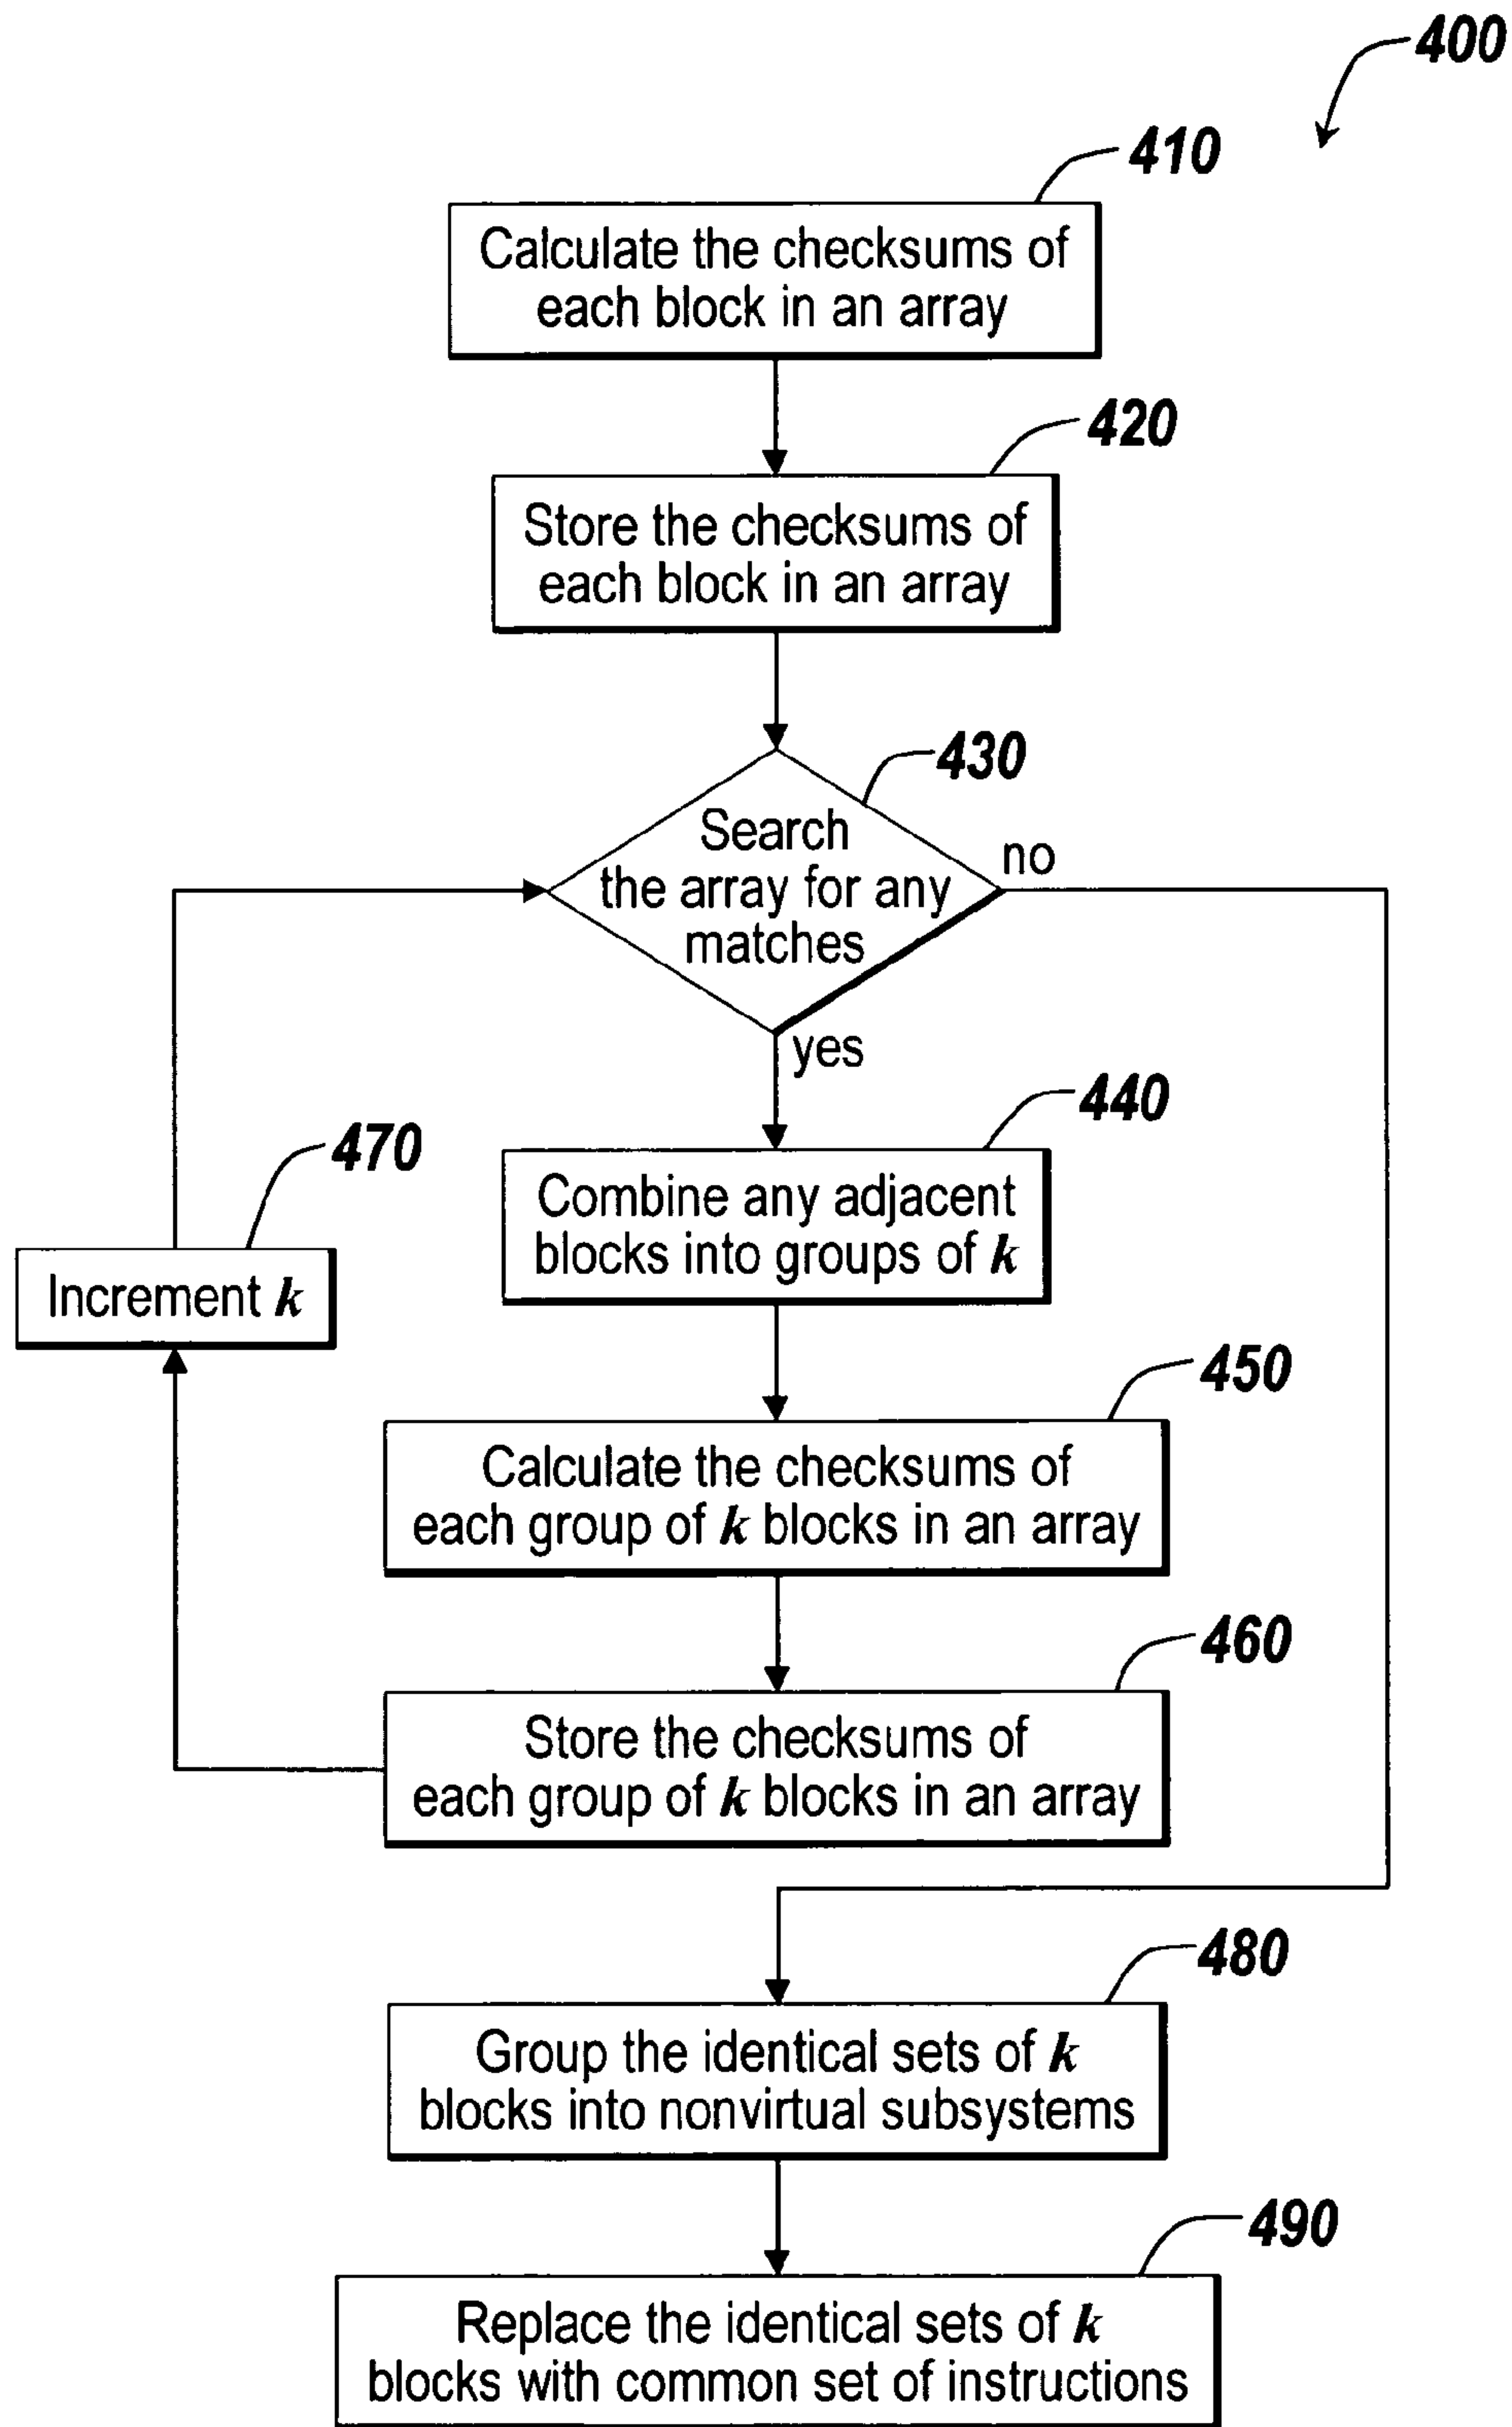 400
410
Calculate the checksums of
each block in an array
420
Store the checksums of
each block in an array
430
Search
the array for any
matches
no
yes
440
Combine any adjacent
blocks into groups of k
470
Increment k
450
Calculate the checksums of
each group of k blocks in an array
460
Store the checksums of
each group of k blocks in an array
480
Group the identical sets of k
blocks into nonvirtual subsystems
490
Replace the identical sets of k
blocks with common set of instructions